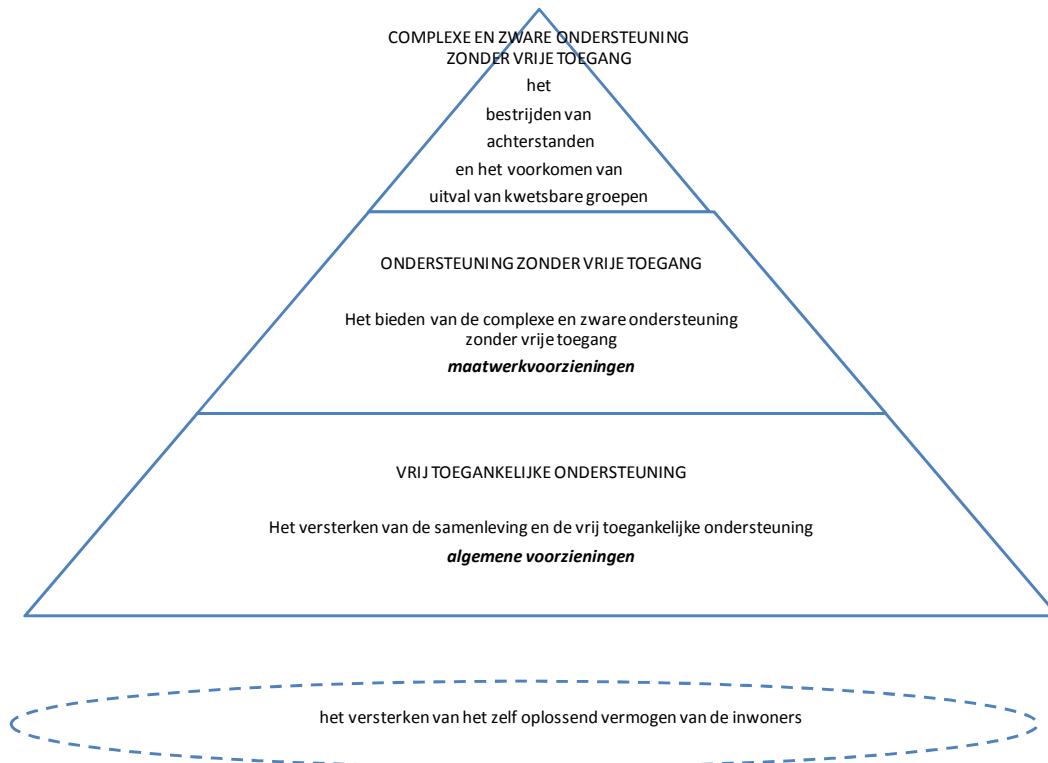 COMPLEXE EN ZWARE ONDERSTEUNING
ZONDER VRIJE TOEGANG
het
bestrijden van
achterstanden
en het voorkomen van
uitval van kwetsbare groepen
ONDERSTEUNING ZONDER VRIJE TOEGANG
Het bieden van de complexe en zware ondersteuning
zonder vrije toegang
maatwerkvoorzieningen
VRIJ TOEGANKELIJKE ONDERSTEUNING
Het versterken van de samenleving en de vrij toegankelijke ondersteuning
algemene voorzieningen
het versterken van het zelf oplossend vermogen van de inwoners